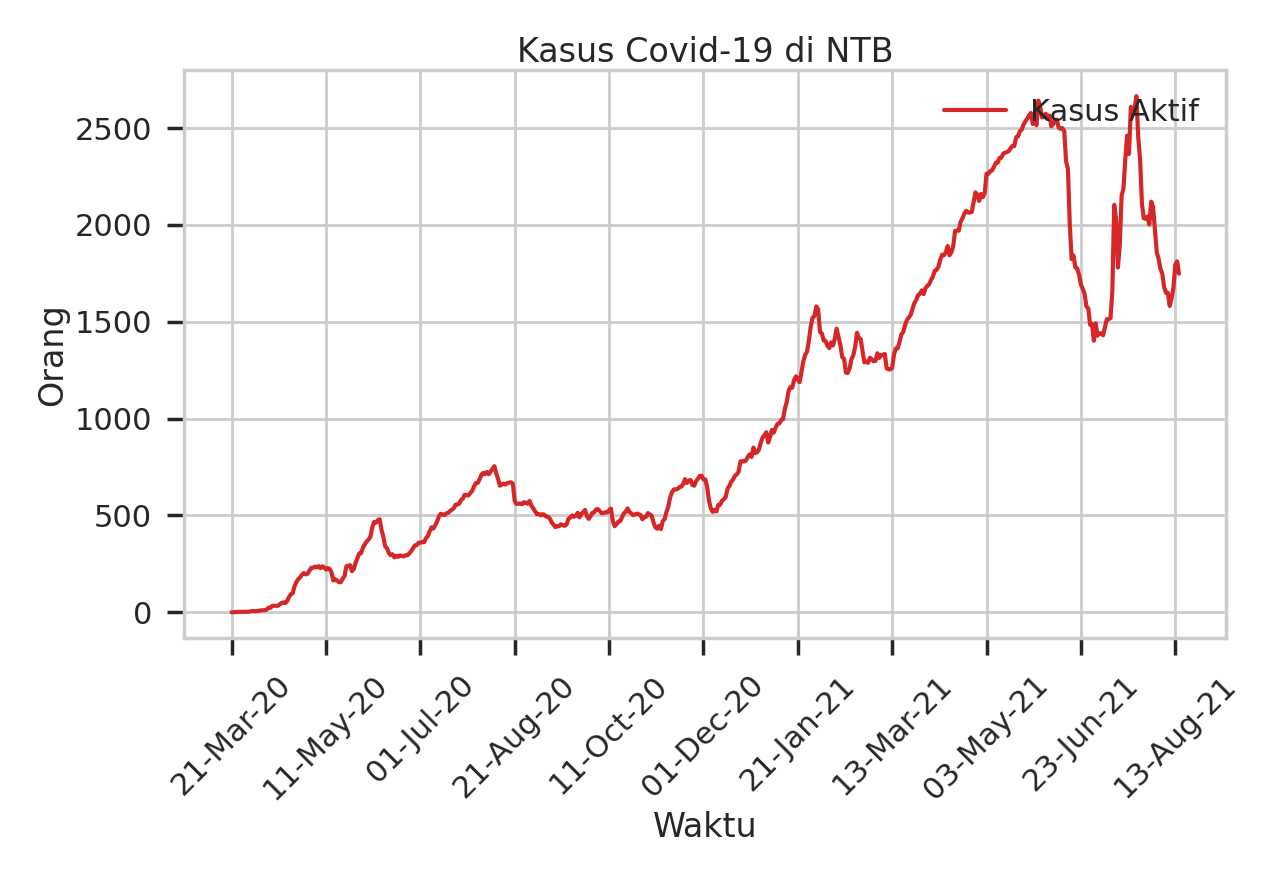 Kasus Covid-19 di NTB
Kasus Aktif
2500
2000
1500
1000
500
0
Orang
21-Mar-20
11-May-20
01-Jul-20
21-Aug-20
11-Oct-20
01-Dec-20
21-Jan-21
13-Mar-21
03-May-21
23-Jun-21
13-Aug-21
Waktu